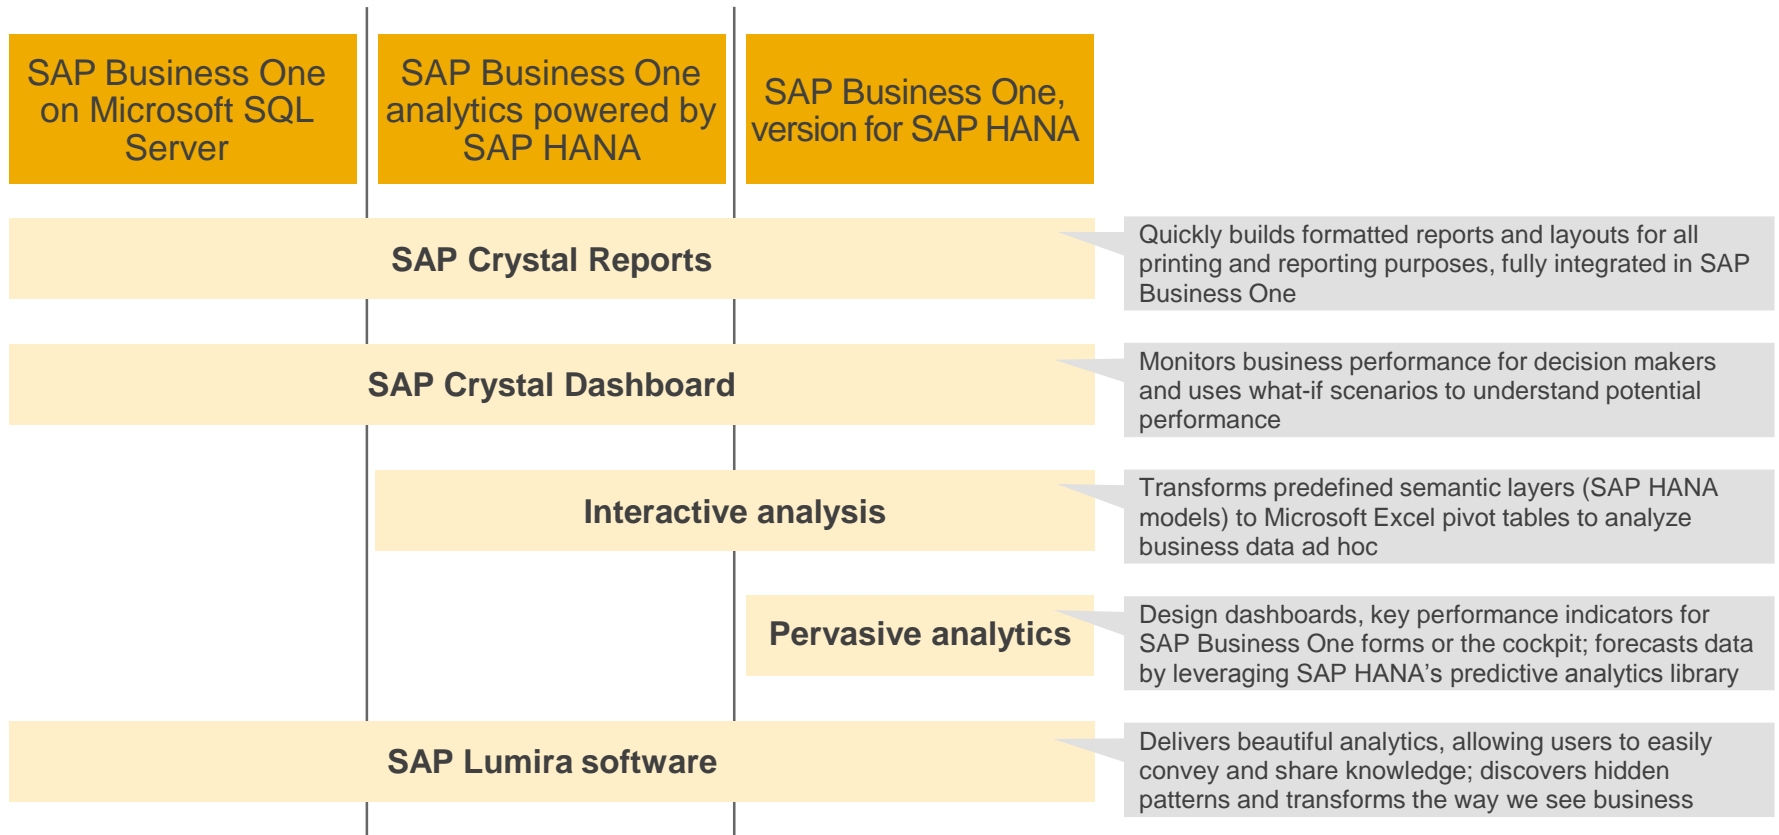 SAP Business One
on Microsoft SQL
Server
SAP Business One
analytics powered by
SAP HANA
SAP Business One,
version for SAP HANA
SAP Crystal Reports
Quickly builds formatted reports and layouts for all
printing and reporting purposes, fully integrated in SAP
Business One
SAP Crystal Dashboard
Monitors business performance for decision makers
and uses what-if scenarios to understand potential
performance
Interactive analysis
Transforms predefined semantic layers (SAP HANA
models) to Microsoft Excel pivot tables to analyze
business data ad hoc
Pervasive analytics
Design dashboards, key performance indicators for
SAP Business One forms or the cockpit; forecasts data
by leveraging SAP HANA’s predictive analytics library
SAP Lumira software
Delivers beautiful analytics, allowing users to easily
convey and share knowledge; discovers hidden
patterns and transforms the way we see business